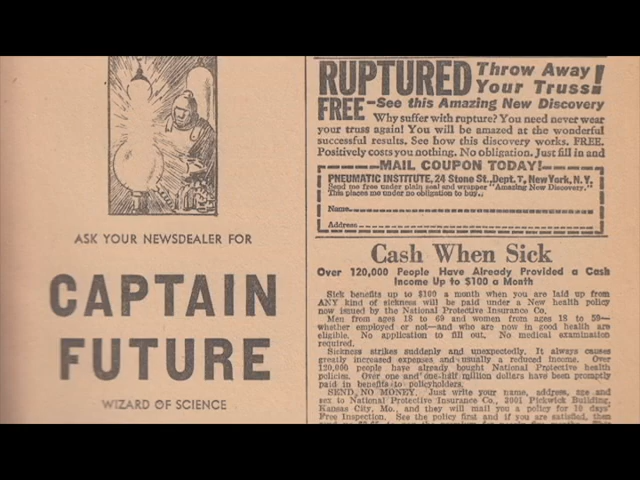 ASK YOUR NEWSDEALER FOR
CAPTAIN
FUTURE
WIZARD OF SCIENCE
RUPTURED Throw Away
Your Truss!
FREE-See this Amazing New Discovery
Why suffer with rupture? You need never wear
your truss again! You will be amazed at the wonderful
successful results. See how this discovery works. FREE.
Positively costs you nothing. No obligation. Just fill in and
MAIL COUPON TODAY!
PNEUMATIC INSTITUTE, 24 Stone St., Dept. 7, New York, N. Y.
Send me free under plain seal and wrapper "Amazing New Discovery."
This places me under no obligation to buy.
Name
Address
Cash When Sick
Over 120,000 People Have Already Provided a Cash
Income Up to $100 a Month
Sick benefits up to $100 a month when you are laid up from
ANY kind of sickness will be paid under a New health policy
now issued by the National Protective Insurance Co.
Men from ages 18 to 69 and women from ages 18 to 59—
whether employed or not—and who are now in good health are
eligible. No application to fill out. No medical examination
required.
Sickness strikes suddenly and unexpectedly. It always causes
greatly increased expenses and usually a reduced income. Over
120,000 people have already bought National Protective health
policies. Over one and one-half million dollars have been promptly
paid in benefits to policyholders.
SEND NO MONEY. Just write your name, address, age and
sex to National Protective Insurance Co., 3001 Pickwick Building,
Kansas City, Mo., and they will mail you a policy for 10 days'
Free Inspection. See the policy first and if you are satisfied, then